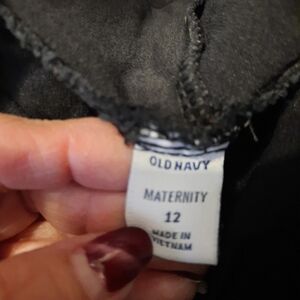 OLD NAVY
MATERNITY
12
MADE IN
VIETNAM